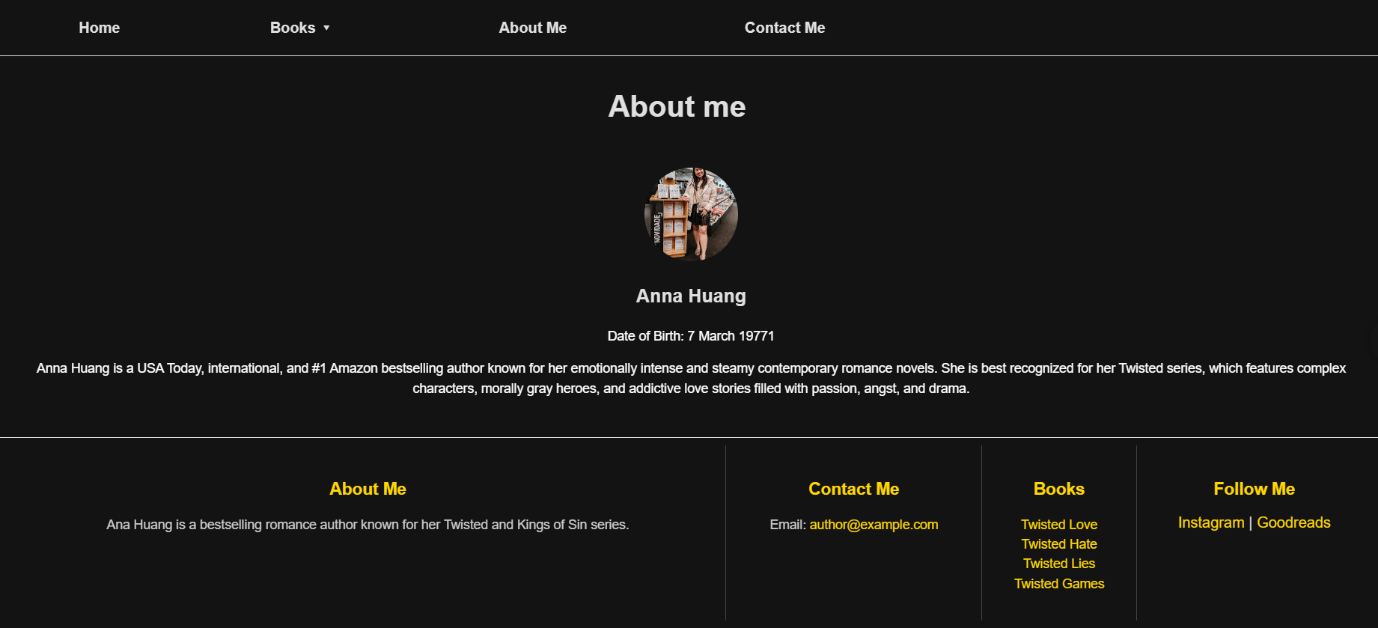 Home Books ▾ About Me Contact Me
About me
NOVIDADE
Anna Huang
Date of Birth: 7 March 19771
Anna Huang is a USA Today, international, and #1 Amazon bestselling author known for her emotionally intense and steamy contemporary romance novels. She is best recognized for her Twisted series, which features complex
characters, morally gray heroes, and addictive love stories filled with passion, angst, and drama.
About Me
Ana Huang is a bestselling romance author known for her Twisted and Kings of Sin series.
Contact Me
Email: author@example.com
Books
Twisted Love
Twisted Hate
Twisted Lies
Twisted Games
Follow Me
Instagram | Goodreads